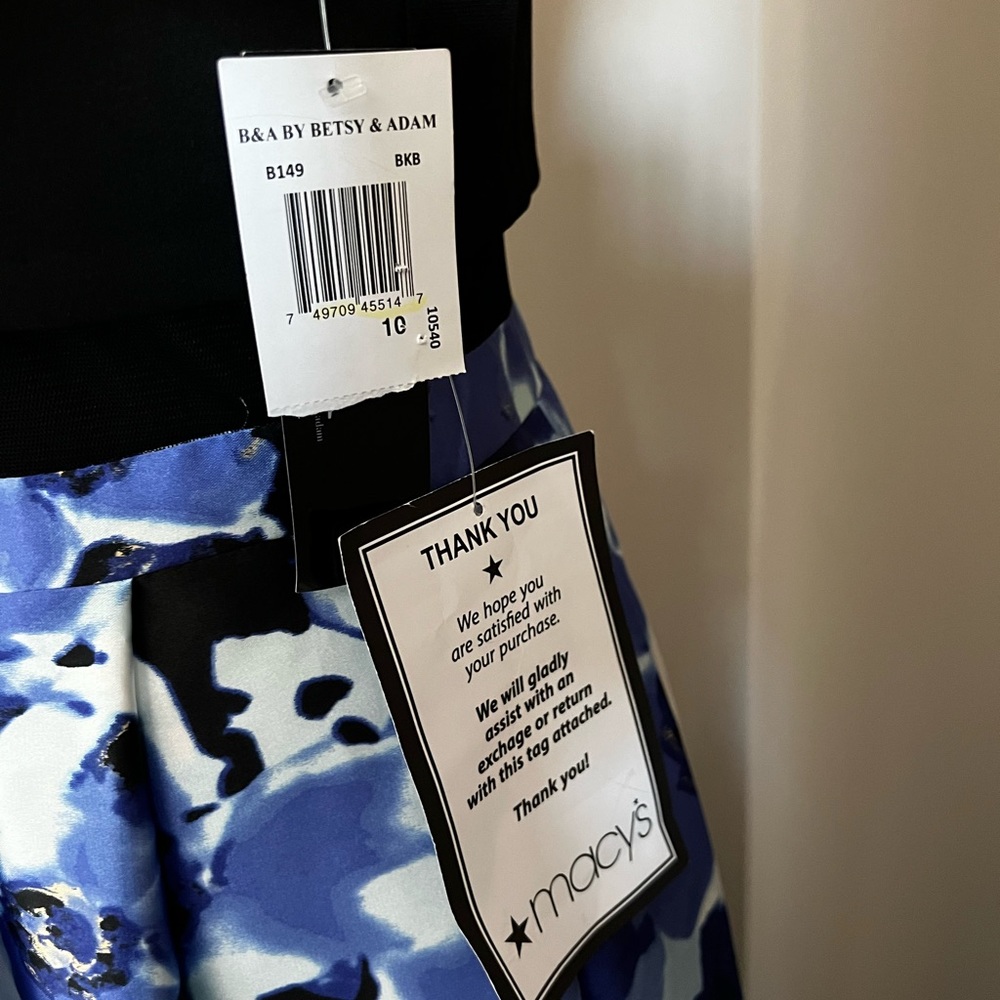 B&A BY BETSY & ADAM
B149 BKB
7 49709 45514 7
10
10540
THANK YOU
We hope you
are satisfied with
your purchase.
We will gladly
assist with an
exchage or return
with this tag attached.
Thank you!
macy's